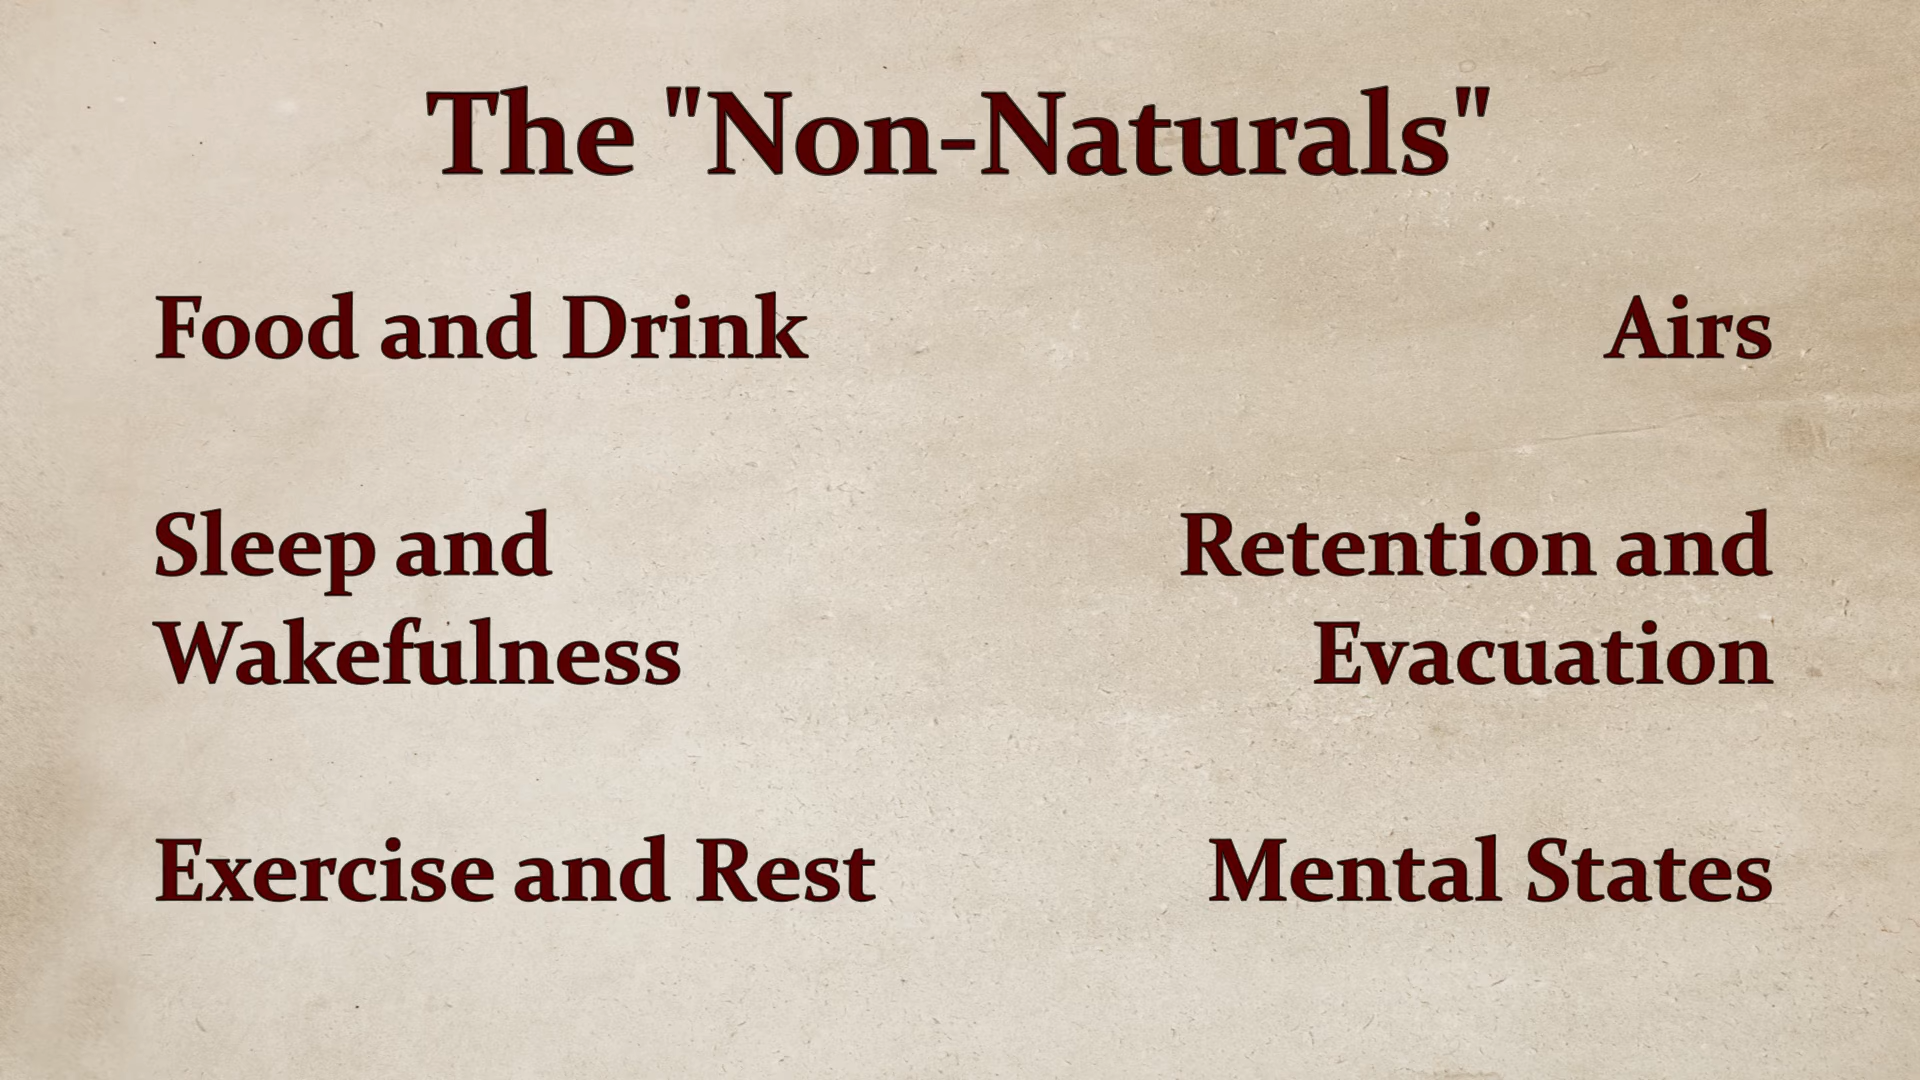 The "Non-Naturals"
Food and Drink
Airs
Sleep and
Wakefulness
Retention and
Evacuation
Exercise and Rest
Mental States